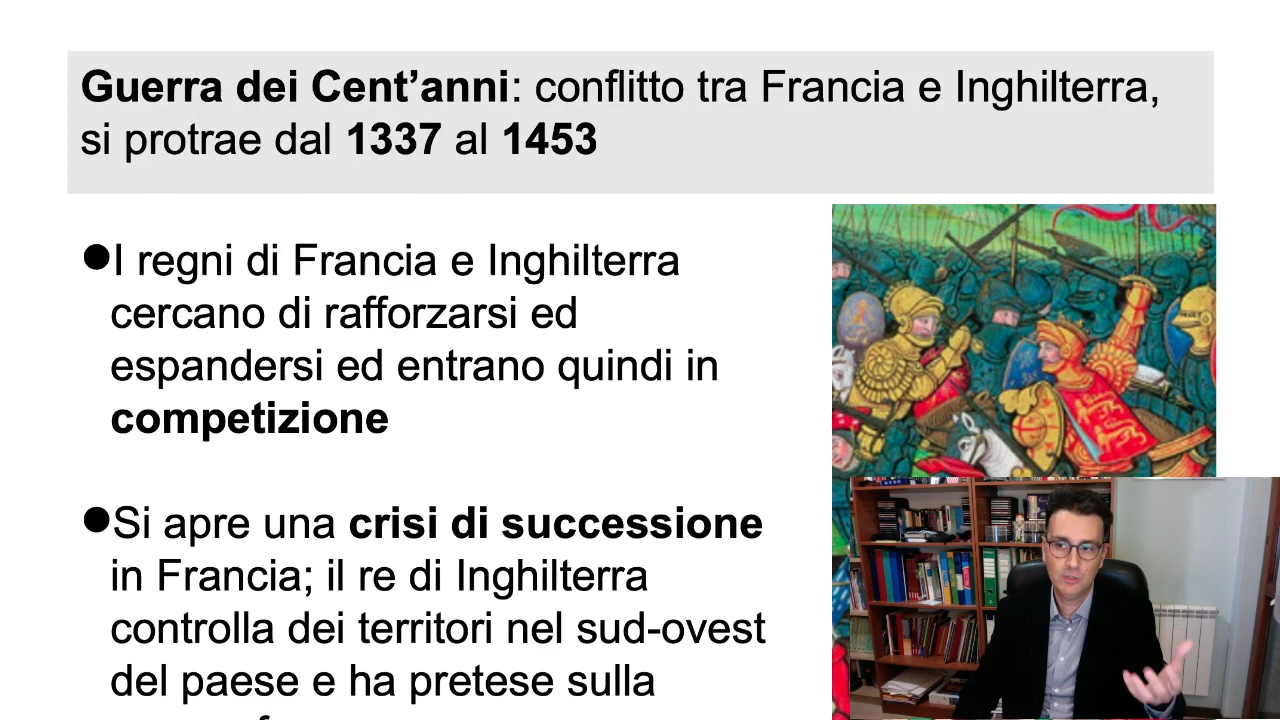 Guerra dei Cent’anni: conflitto tra Francia e Inghilterra,
si protrae dal 1337 al 1453
●I regni di Francia e Inghilterra
cercano di rafforzarsi ed
espandersi ed entrano quindi in
competizione
●Si apre una crisi di successione
in Francia; il re di Inghilterra
controlla dei territori nel sud-ovest
del paese e ha pretese sulla